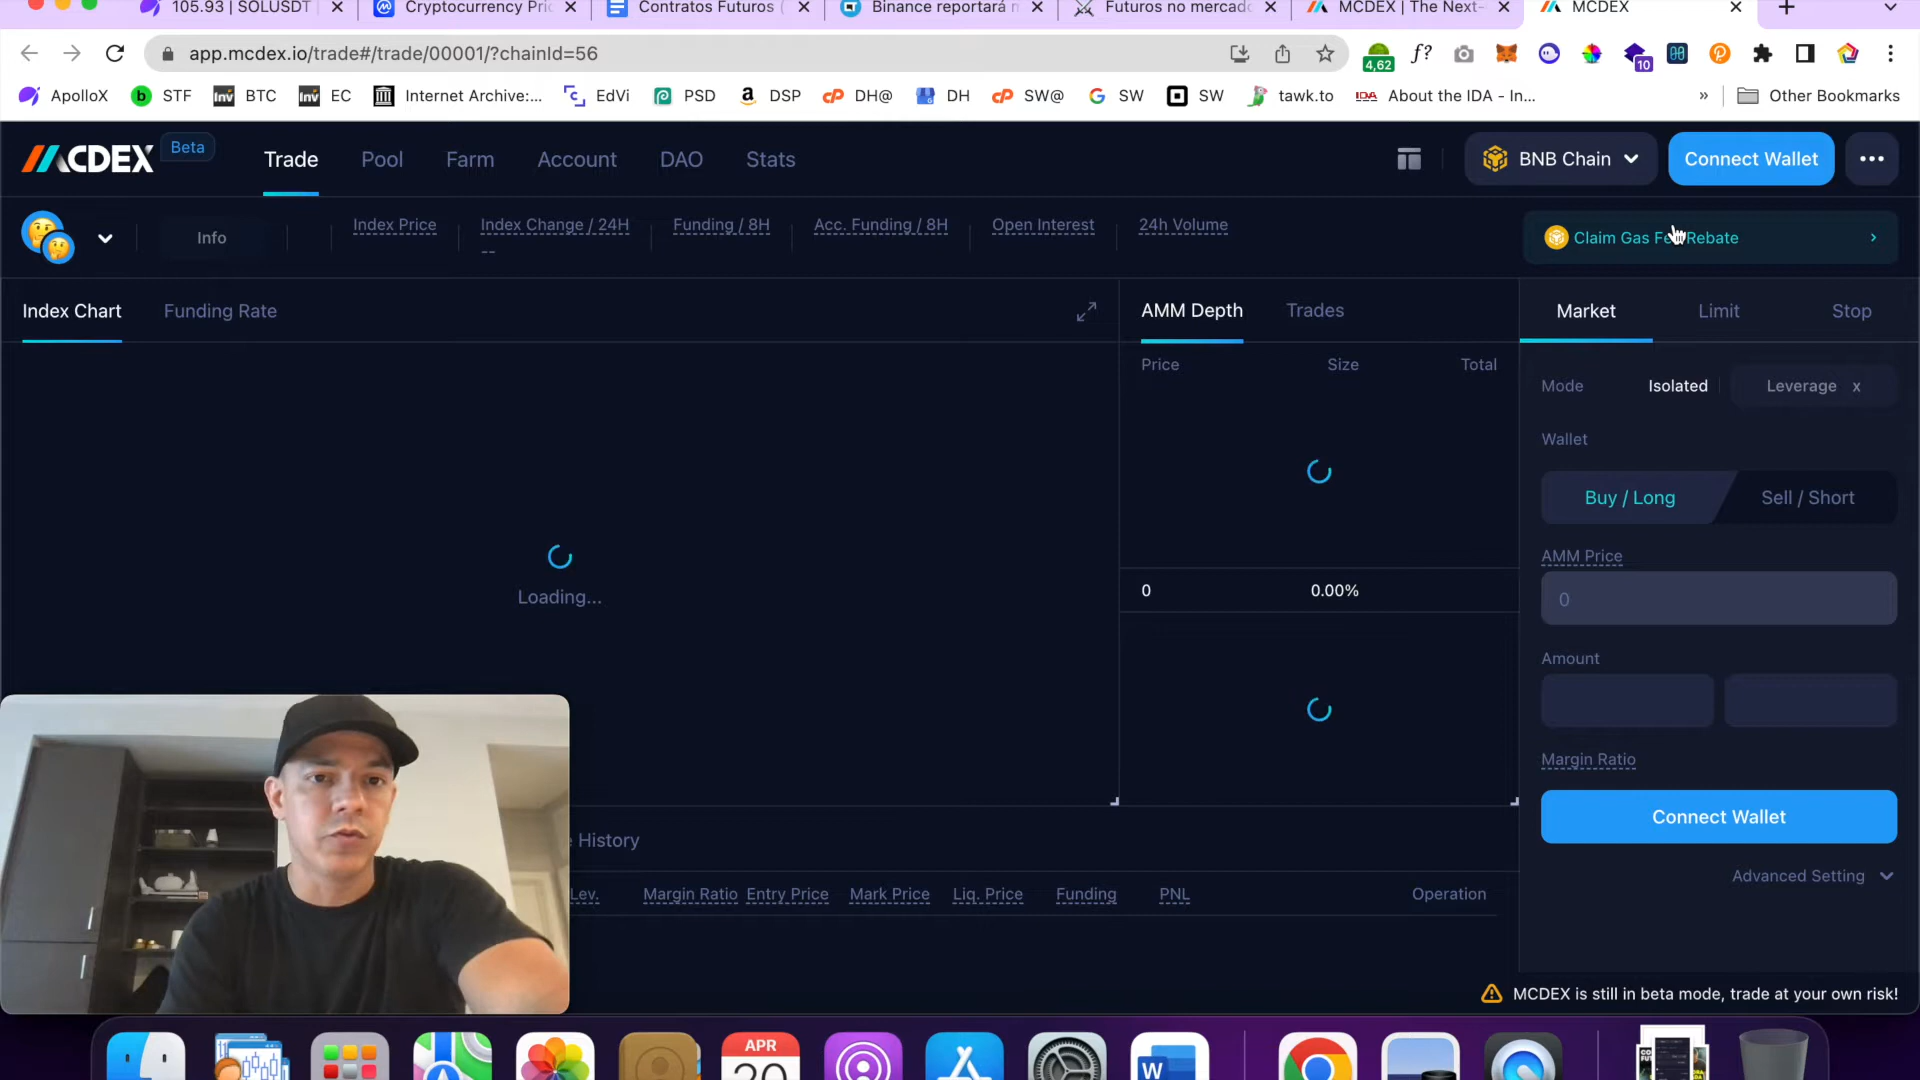 105.93 | SOLUSDT
Cryptocurrency Pric
Contratos Futuros (
Binance reportará n
Futuros no mercado
MCDEX | The Next-
MCDEX
app.mcdex.io/trade#/trade/00001/?chainId=56
4,62
f?
10
ApolloX
STF
BTC
EC
Internet Archive:...
EdVi
PSD
DSP
DH@
DH
SW@
SW
SW
tawk.to
About the IDA - In...
»
Other Bookmarks
MCDEX
Beta
Trade
Pool
Farm
Account
DAO
Stats
BNB Chain
Connect Wallet
Info
Index Price
Index Change / 24H
--
Funding / 8H
Acc. Funding / 8H
Open Interest
24h Volume
Claim Gas Fee Rebate
Index Chart
Funding Rate
AMM Depth
Trades
Market
Limit
Stop
Price
Size
Total
Mode
Isolated
Leverage x
Wallet
Buy / Long
Sell / Short
Loading...
AMM Price
0
0
0.00%
Amount
Margin Ratio
Connect Wallet
e History
Advanced Setting
Lev.
Margin Ratio
Entry Price
Mark Price
Liq. Price
Funding
PNL
Operation
MCDEX is still in beta mode, trade at your own risk!
APR
20
W